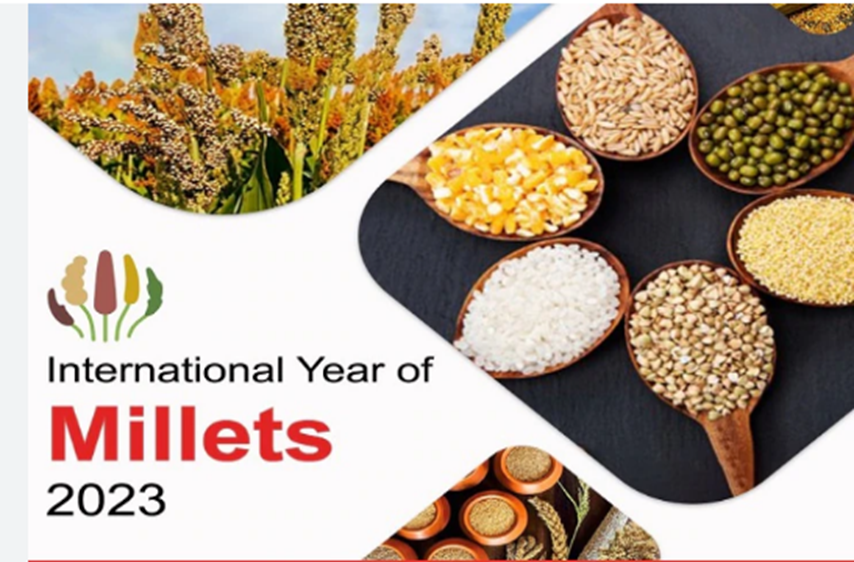 International Year of
Millets
2023